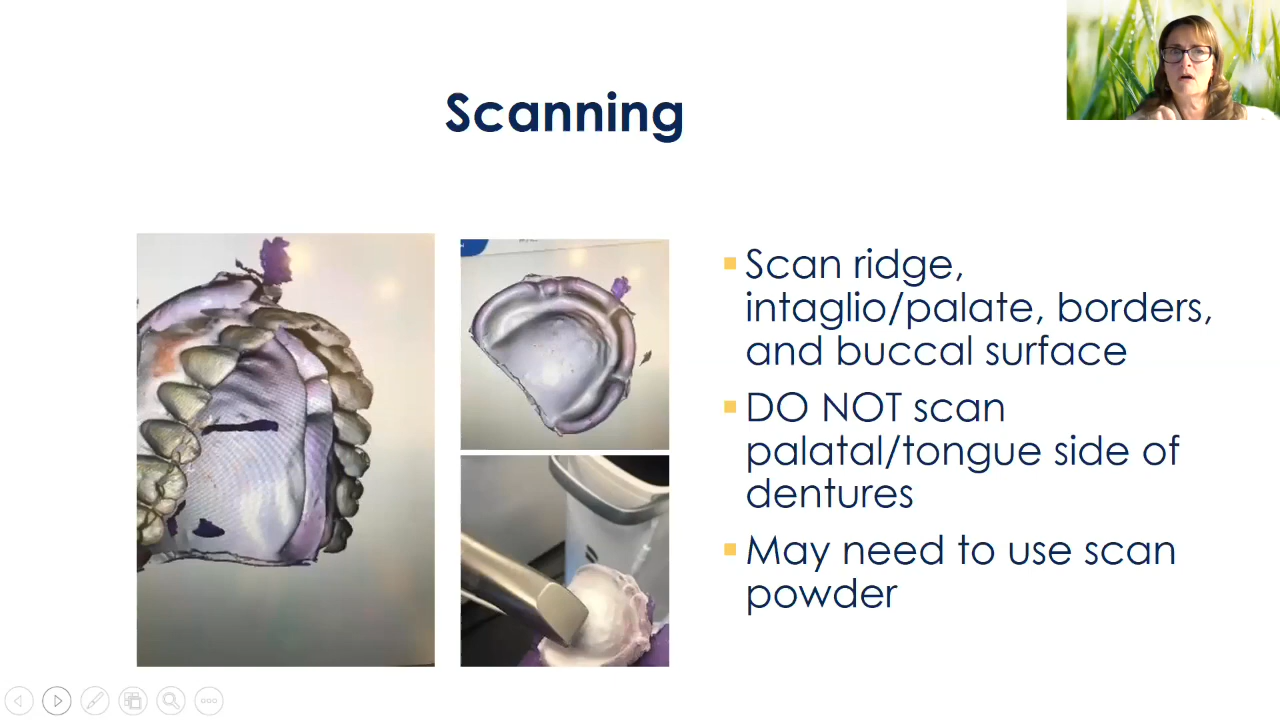 Scanning
Scan ridge,
intaglio/palate, borders,
and buccal surface
DO NOT scan
palatal/tongue side of
dentures
May need to use scan
powder